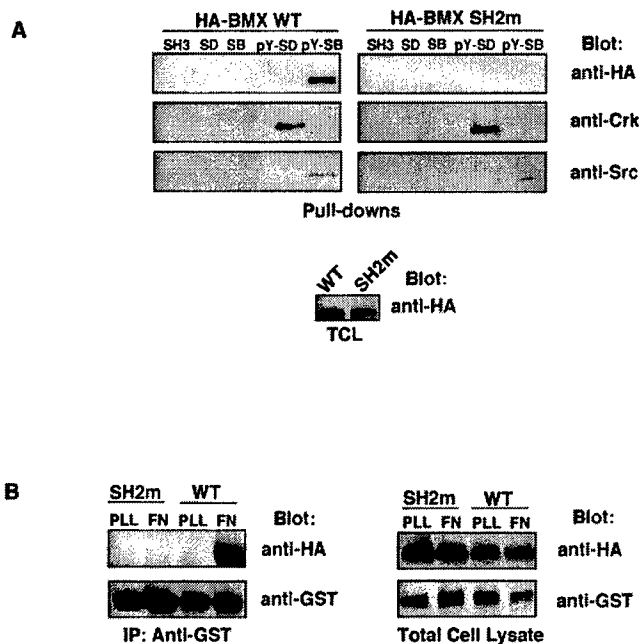 A
HA-BMX WT
HA-BMX SH2m
SH3 SD SB pY-SD pY-SB
SH3 SD SB pY-SD pY-SB
Blot:
anti-HA
anti-Crk
anti-Src
Pull-downs
WT SH2m
Blot:
anti-HA
TCL
B
SH2m WT
PLL FN PLL FN
Blot:
anti-HA
anti-GST
IP: Anti-GST
SH2m WT
PLL FN PLL FN
Blot:
anti-HA
anti-GST
Total Cell Lysate